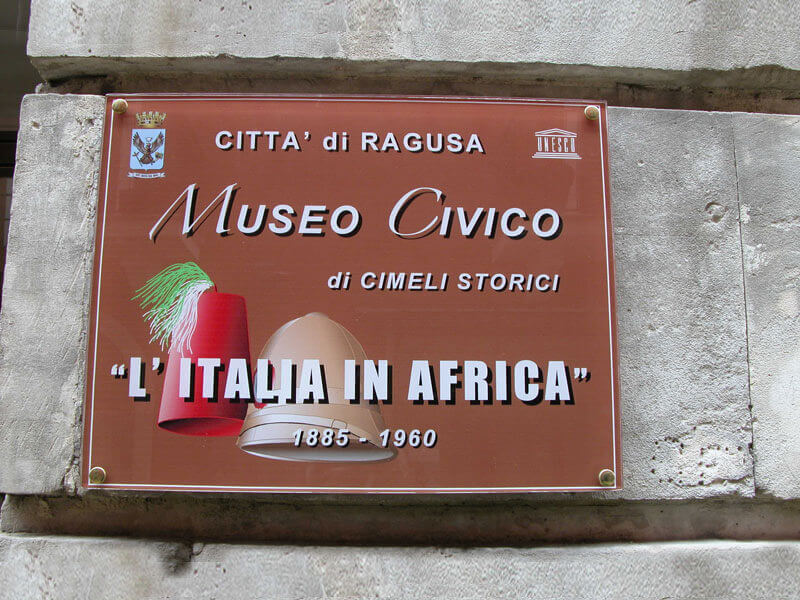 CITTA' di RAGUSA
UNESCO
MUSEO CIVICO
di CIMELI STORICI
"L' ITALIA IN AFRICA"
1885 - 1960